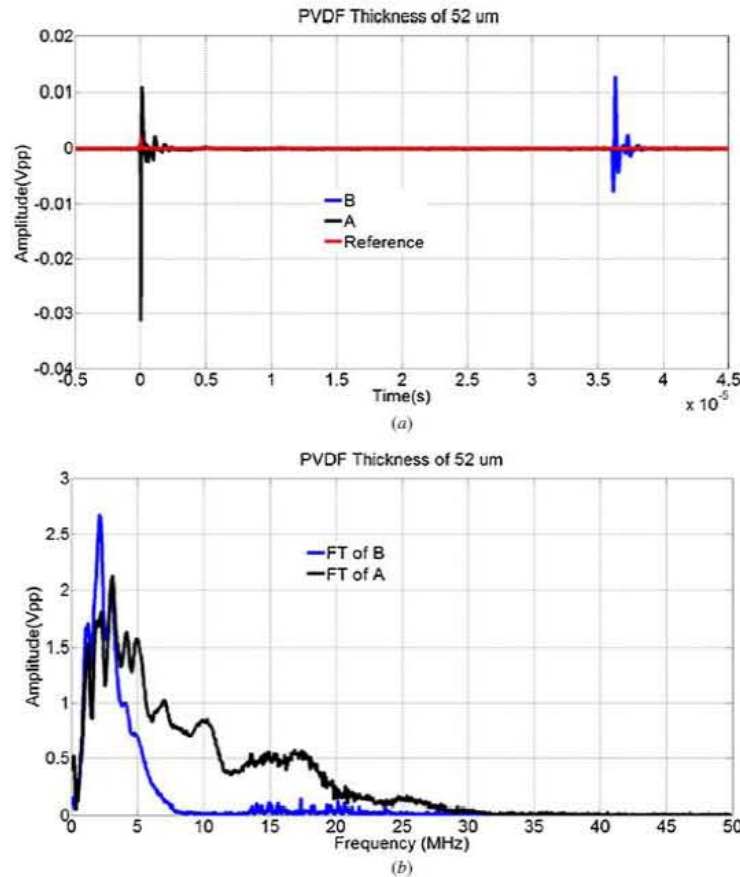 PVDF Thickness of 52 um
0.02
0.01
0
-0.01
-0.02
-0.03
-0.04
Amplitude(Vpp)
B
A
Reference
-0.5 0 0.5 1 1.5 2 2.5 3 3.5 4 4.5
Time(s)
x 10-5
(a)
PVDF Thickness of 52 um
3
2.5
2
1.5
1
0.5
0
Amplitude(Vpp)
FT of B
FT of A
0 5 10 15 20 25 30 35 40 45 50
Frequency (MHz)
(b)